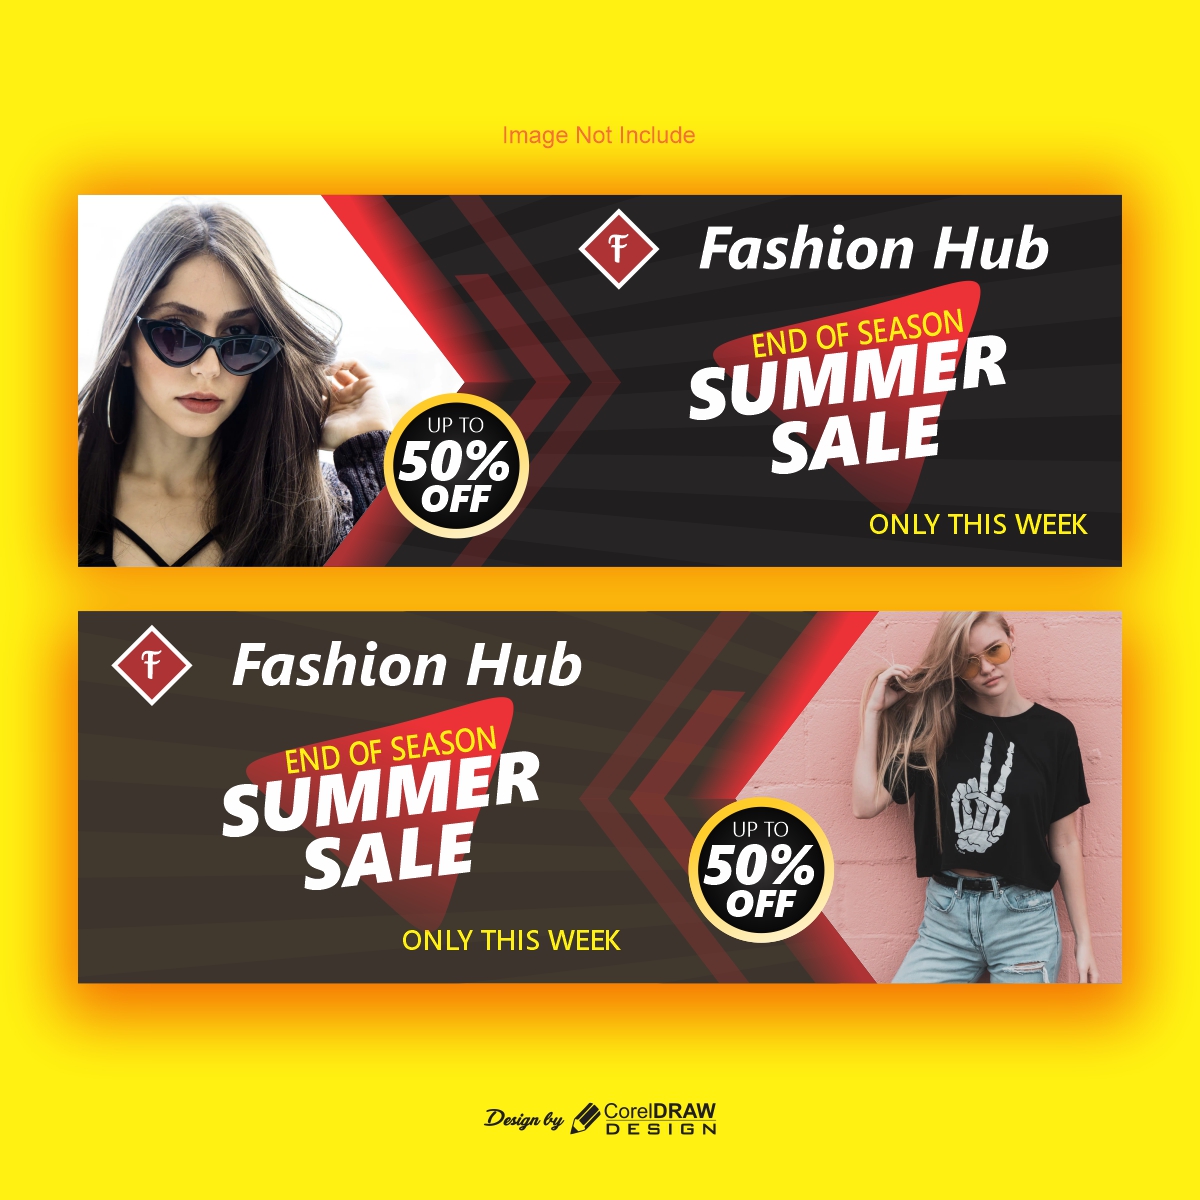 Image Not Include
F
Fashion Hub
END OF SEASON
SUMMER
SALE
UP TO
50%
OFF
ONLY THIS WEEK
F
Fashion Hub
END OF SEASON
SUMMER
SALE
UP TO
50%
OFF
ONLY THIS WEEK
Design by CorelDRAW
DESIGN